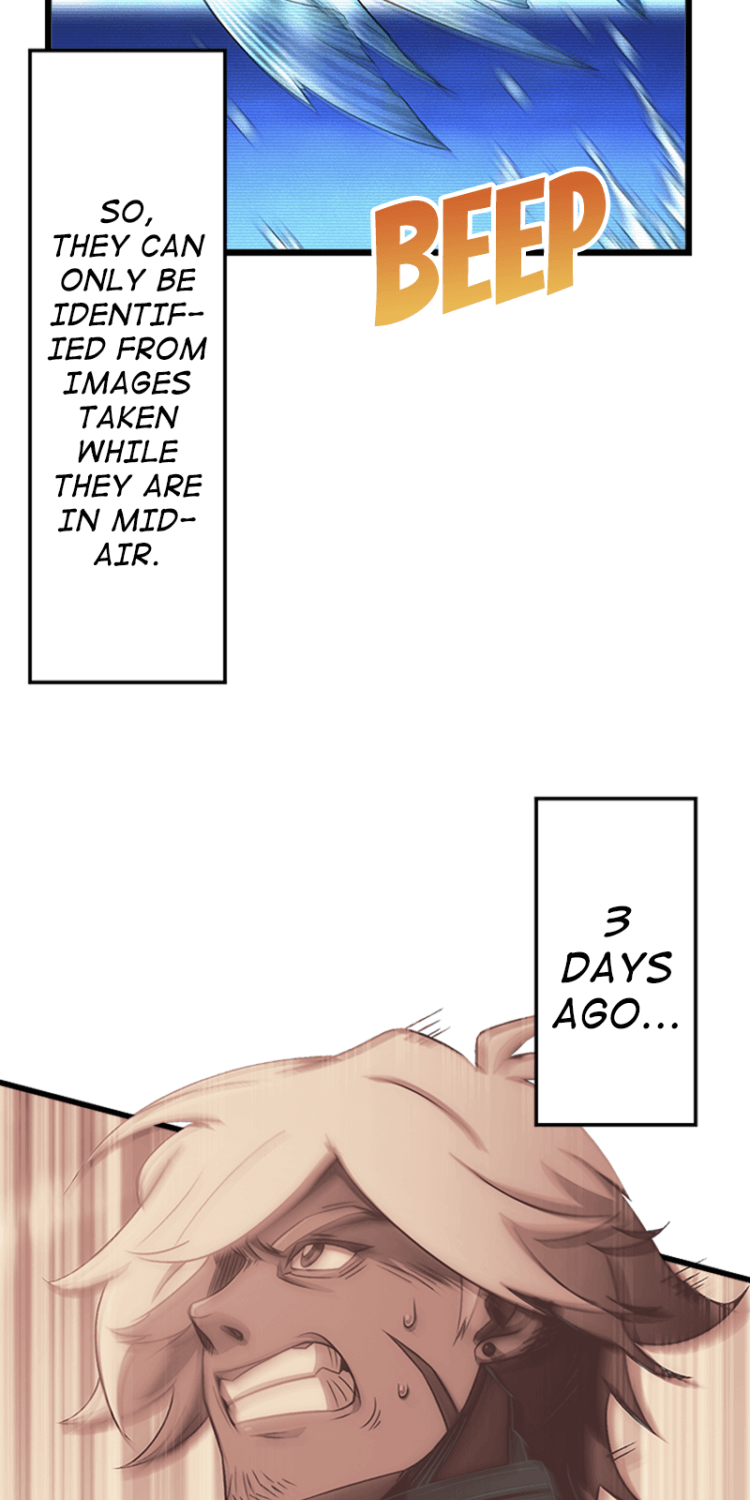 BEEP
SO,
THEY CAN
ONLY BE
IDENTIF-
IED FROM
IMAGES
TAKEN
WHILE
THEY ARE
IN MID-
AIR.
3
DAYS
AGO...